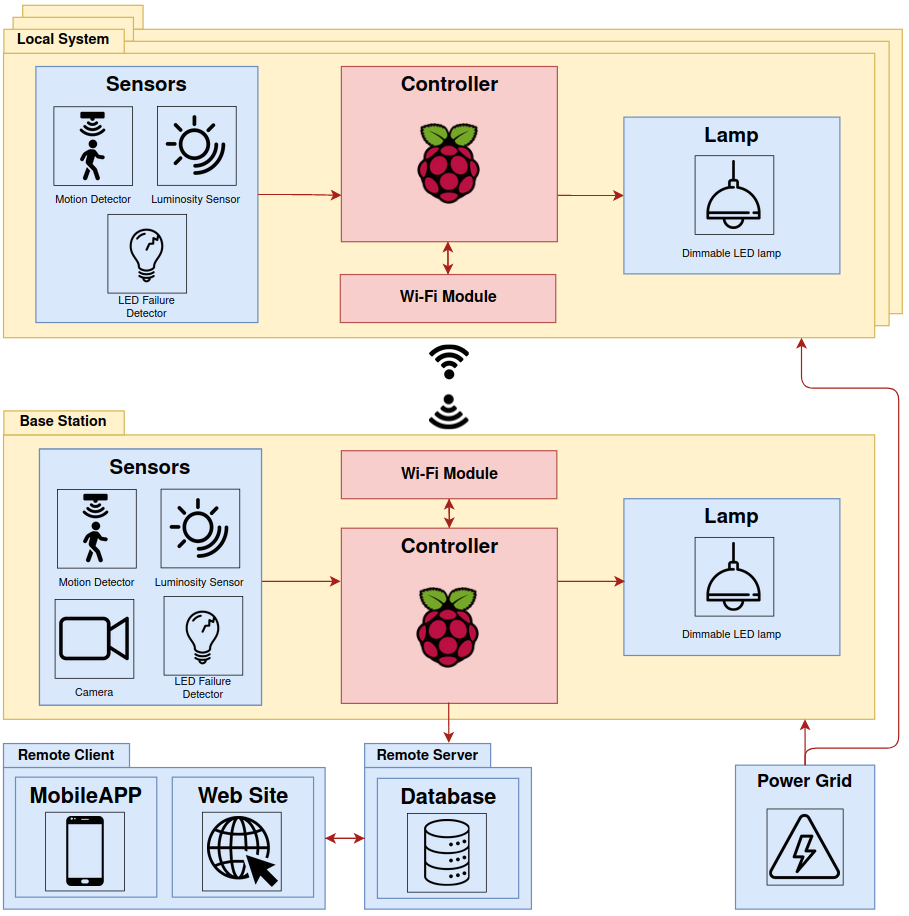 Local System
Sensors
Motion Detector
Luminosity Sensor
LED Failure
Detector
Controller
Wi-Fi Module
Lamp
Dimmable LED lamp
Base Station
Sensors
Motion Detector
Luminosity Sensor
Camera
LED Failure
Detector
Wi-Fi Module
Controller
Lamp
Dimmable LED lamp
Remote Client
MobileAPP
Web Site
Remote Server
Database
Power Grid